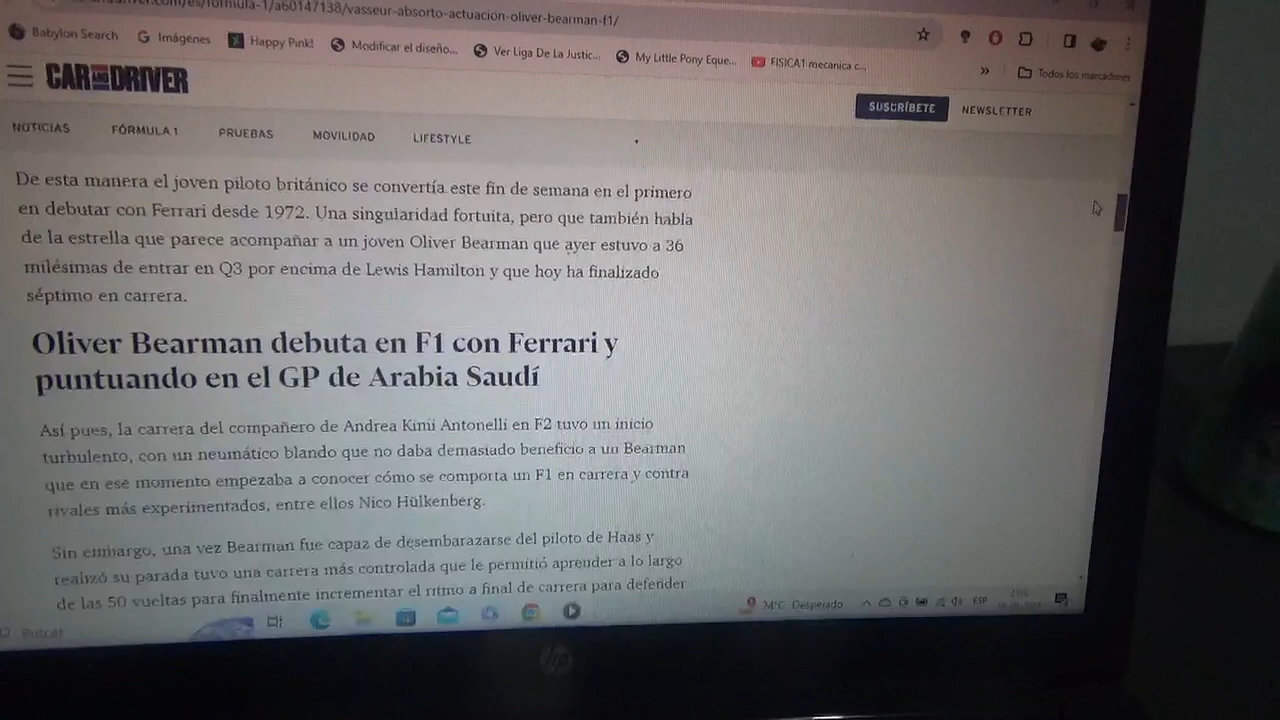 anddriver.com/es/formula-1/a60147138/vasseur-absorto-actuacion-oliver-bearman-f1/
Babylon Search Imágenes Happy Pink! Modificar el diseño... Ver Liga De La Justic... My Little Pony Eque... FISICA1 mecanica c...
» Todos los marcadores
CAR AND DRIVER
SUSCRÍBETE NEWSLETTER
NOTICIAS FÓRMULA 1 PRUEBAS MOVILIDAD LIFESTYLE
De esta manera el joven piloto británico se convertía este fin de semana en el primero
en debutar con Ferrari desde 1972. Una singularidad fortuita, pero que también habla
de la estrella que parece acompañar a un joven Oliver Bearman que ayer estuvo a 36
milésimas de entrar en Q3 por encima de Lewis Hamilton y que hoy ha finalizado
séptimo en carrera.
Oliver Bearman debuta en F1 con Ferrari y
puntuando en el GP de Arabia Saudí
Así pues, la carrera del compañero de Andrea Kimi Antonelli en F2 tuvo un inicio
turbulento, con un neumático blando que no daba demasiado beneficio a un Bearman
que en ese momento empezaba a conocer cómo se comporta un F1 en carrera y contra
rivales más experimentados, entre ellos Nico Hülkenberg.
Sin embargo, una vez Bearman fue capaz de desembarazarse del piloto de Haas y
realizó su parada tuvo una carrera más controlada que le permitió aprender a lo largo
de las 50 vueltas para finalmente incrementar el ritmo a final de carrera para defender
Buscar 24°C Despejado ESP
hp